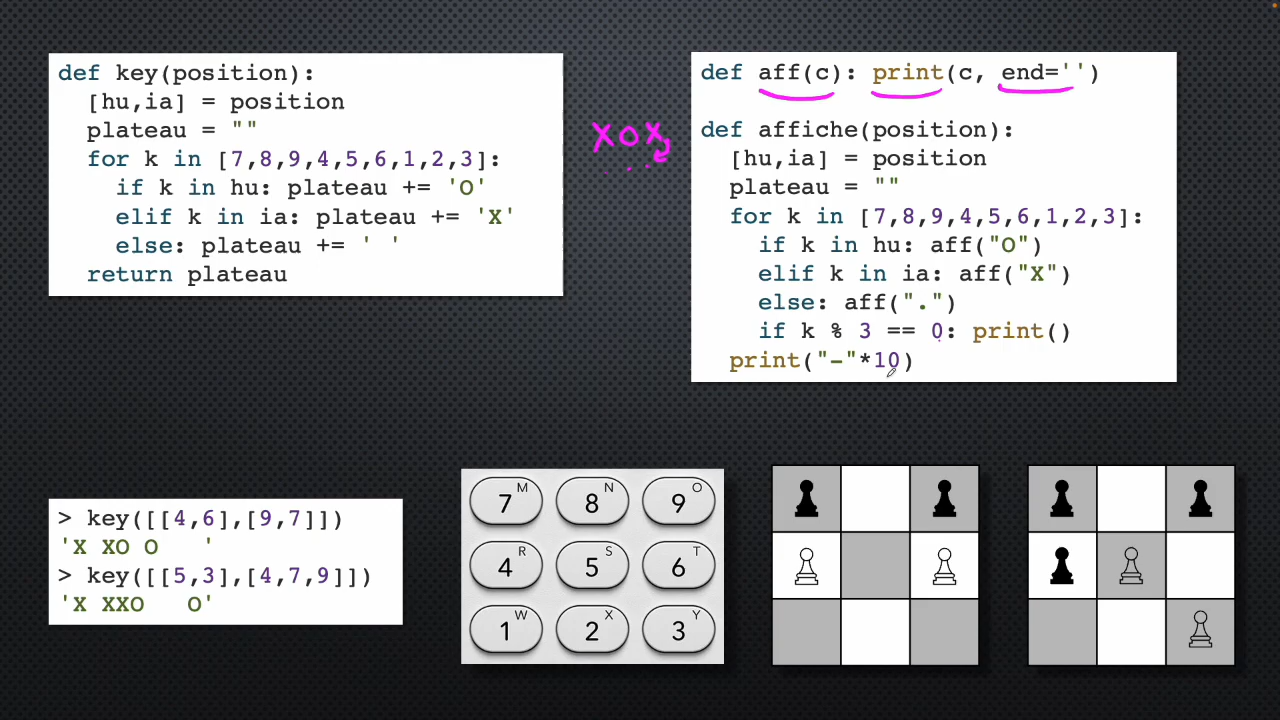 def key(position):
  [hu,ia] = position
  plateau = ""
  for k in [7,8,9,4,5,6,1,2,3]:
    if k in hu: plateau += 'O'
    elif k in ia: plateau += 'X'
    else: plateau += ' '
  return plateau
XOX
def aff(c): print(c, end='')
def affiche(position):
  [hu,ia] = position
  plateau = ""
  for k in [7,8,9,4,5,6,1,2,3]:
    if k in hu: aff("O")
    elif k in ia: aff("X")
    else: aff(".")
    if k % 3 == 0: print()
  print("-"*10)
> key([[4,6],[9,7]])
'X XO O   '
> key([[5,3],[4,7,9]])
'X XXO   O'
7 M 8 N 9 O
4 R 5 S 6 T
1 W 2 X 3 Y